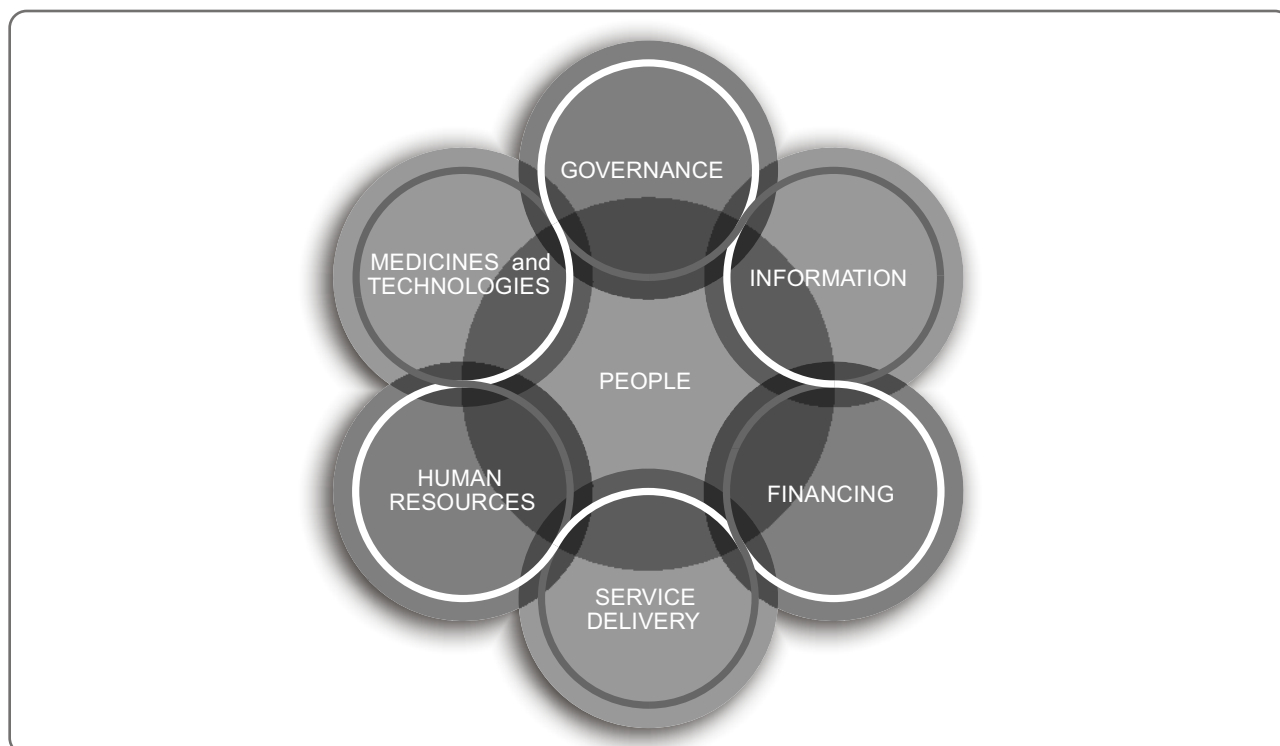 GOVERNANCE
MEDICINES and
TECHNOLOGIES
INFORMATION
PEOPLE
HUMAN
RESOURCES
FINANCING
SERVICE
DELIVERY